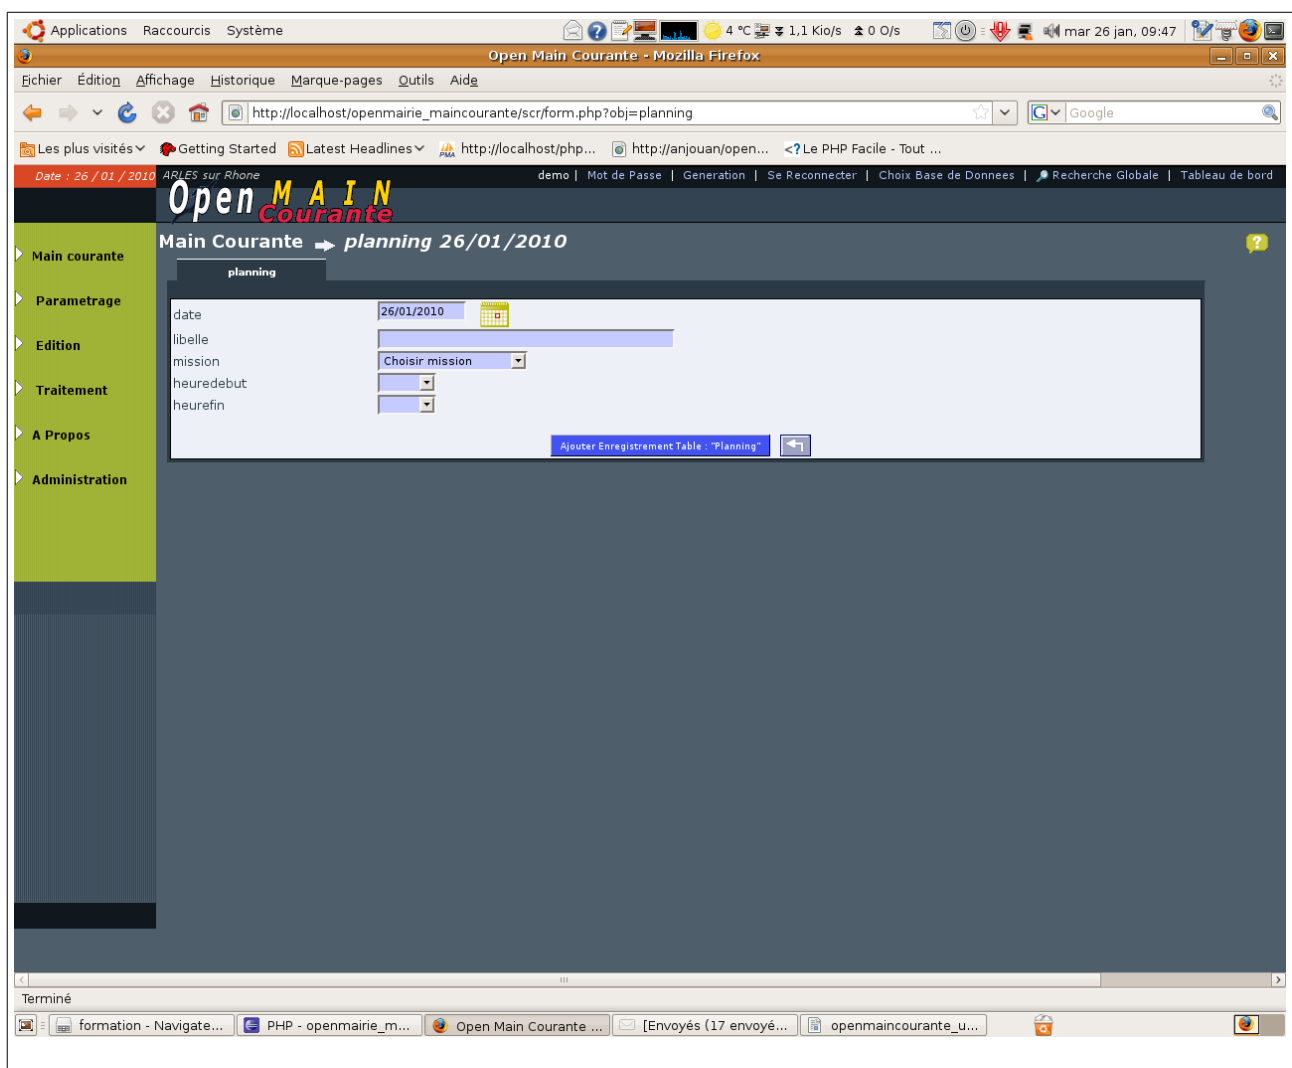 Applications Raccourcis Système 4 °C 1,1 Kio/s 0 O/s mar 26 jan, 09:47
Open Main Courante - Mozilla Firefox
Fichier Édition Affichage Historique Marque-pages Outils Aide
http://localhost/openmairie_maincourante/scr/form.php?obj=planning G Google
Les plus visités Getting Started Latest Headlines PMA http://localhost/php... http://anjouan/open... <? Le PHP Facile - Tout ...
Date : 26 / 01 / 2010 ARLES sur Rhone demo | Mot de Passe | Generation | Se Reconnecter | Choix Base de Donnees | Recherche Globale | Tableau de bord
Open MAIN
Courante
Main Courante planning 26/01/2010 ?
planning
Main courante
Parametrage
Edition
Traitement
A Propos
Administration
date 26/01/2010
libelle
mission Choisir mission
heuredebut
heurefin
Ajouter Enregistrement Table : "Planning"
Terminé
formation - Navigate... PHP - openmairie_m... Open Main Courante ... [Envoyés (17 envoyé... openmaincourante_u...